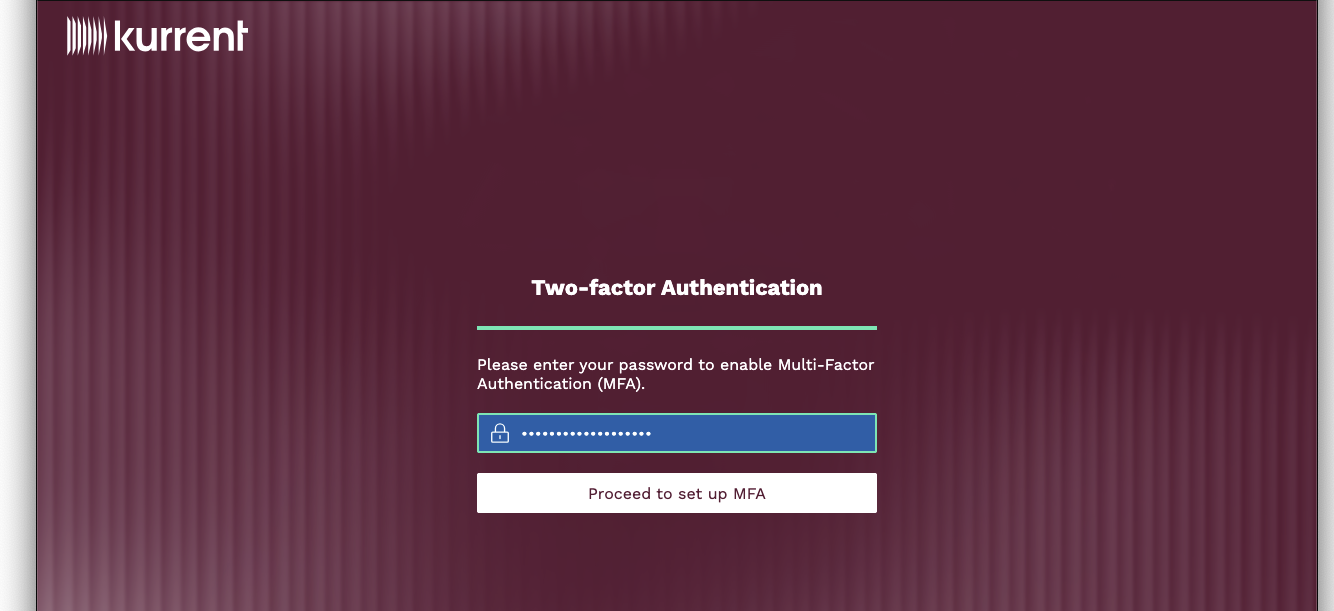 kurrent
Two-factor Authentication
Please enter your password to enable Multi-Factor
Authentication (MFA).
•••••••••••••••••••
Proceed to set up MFA